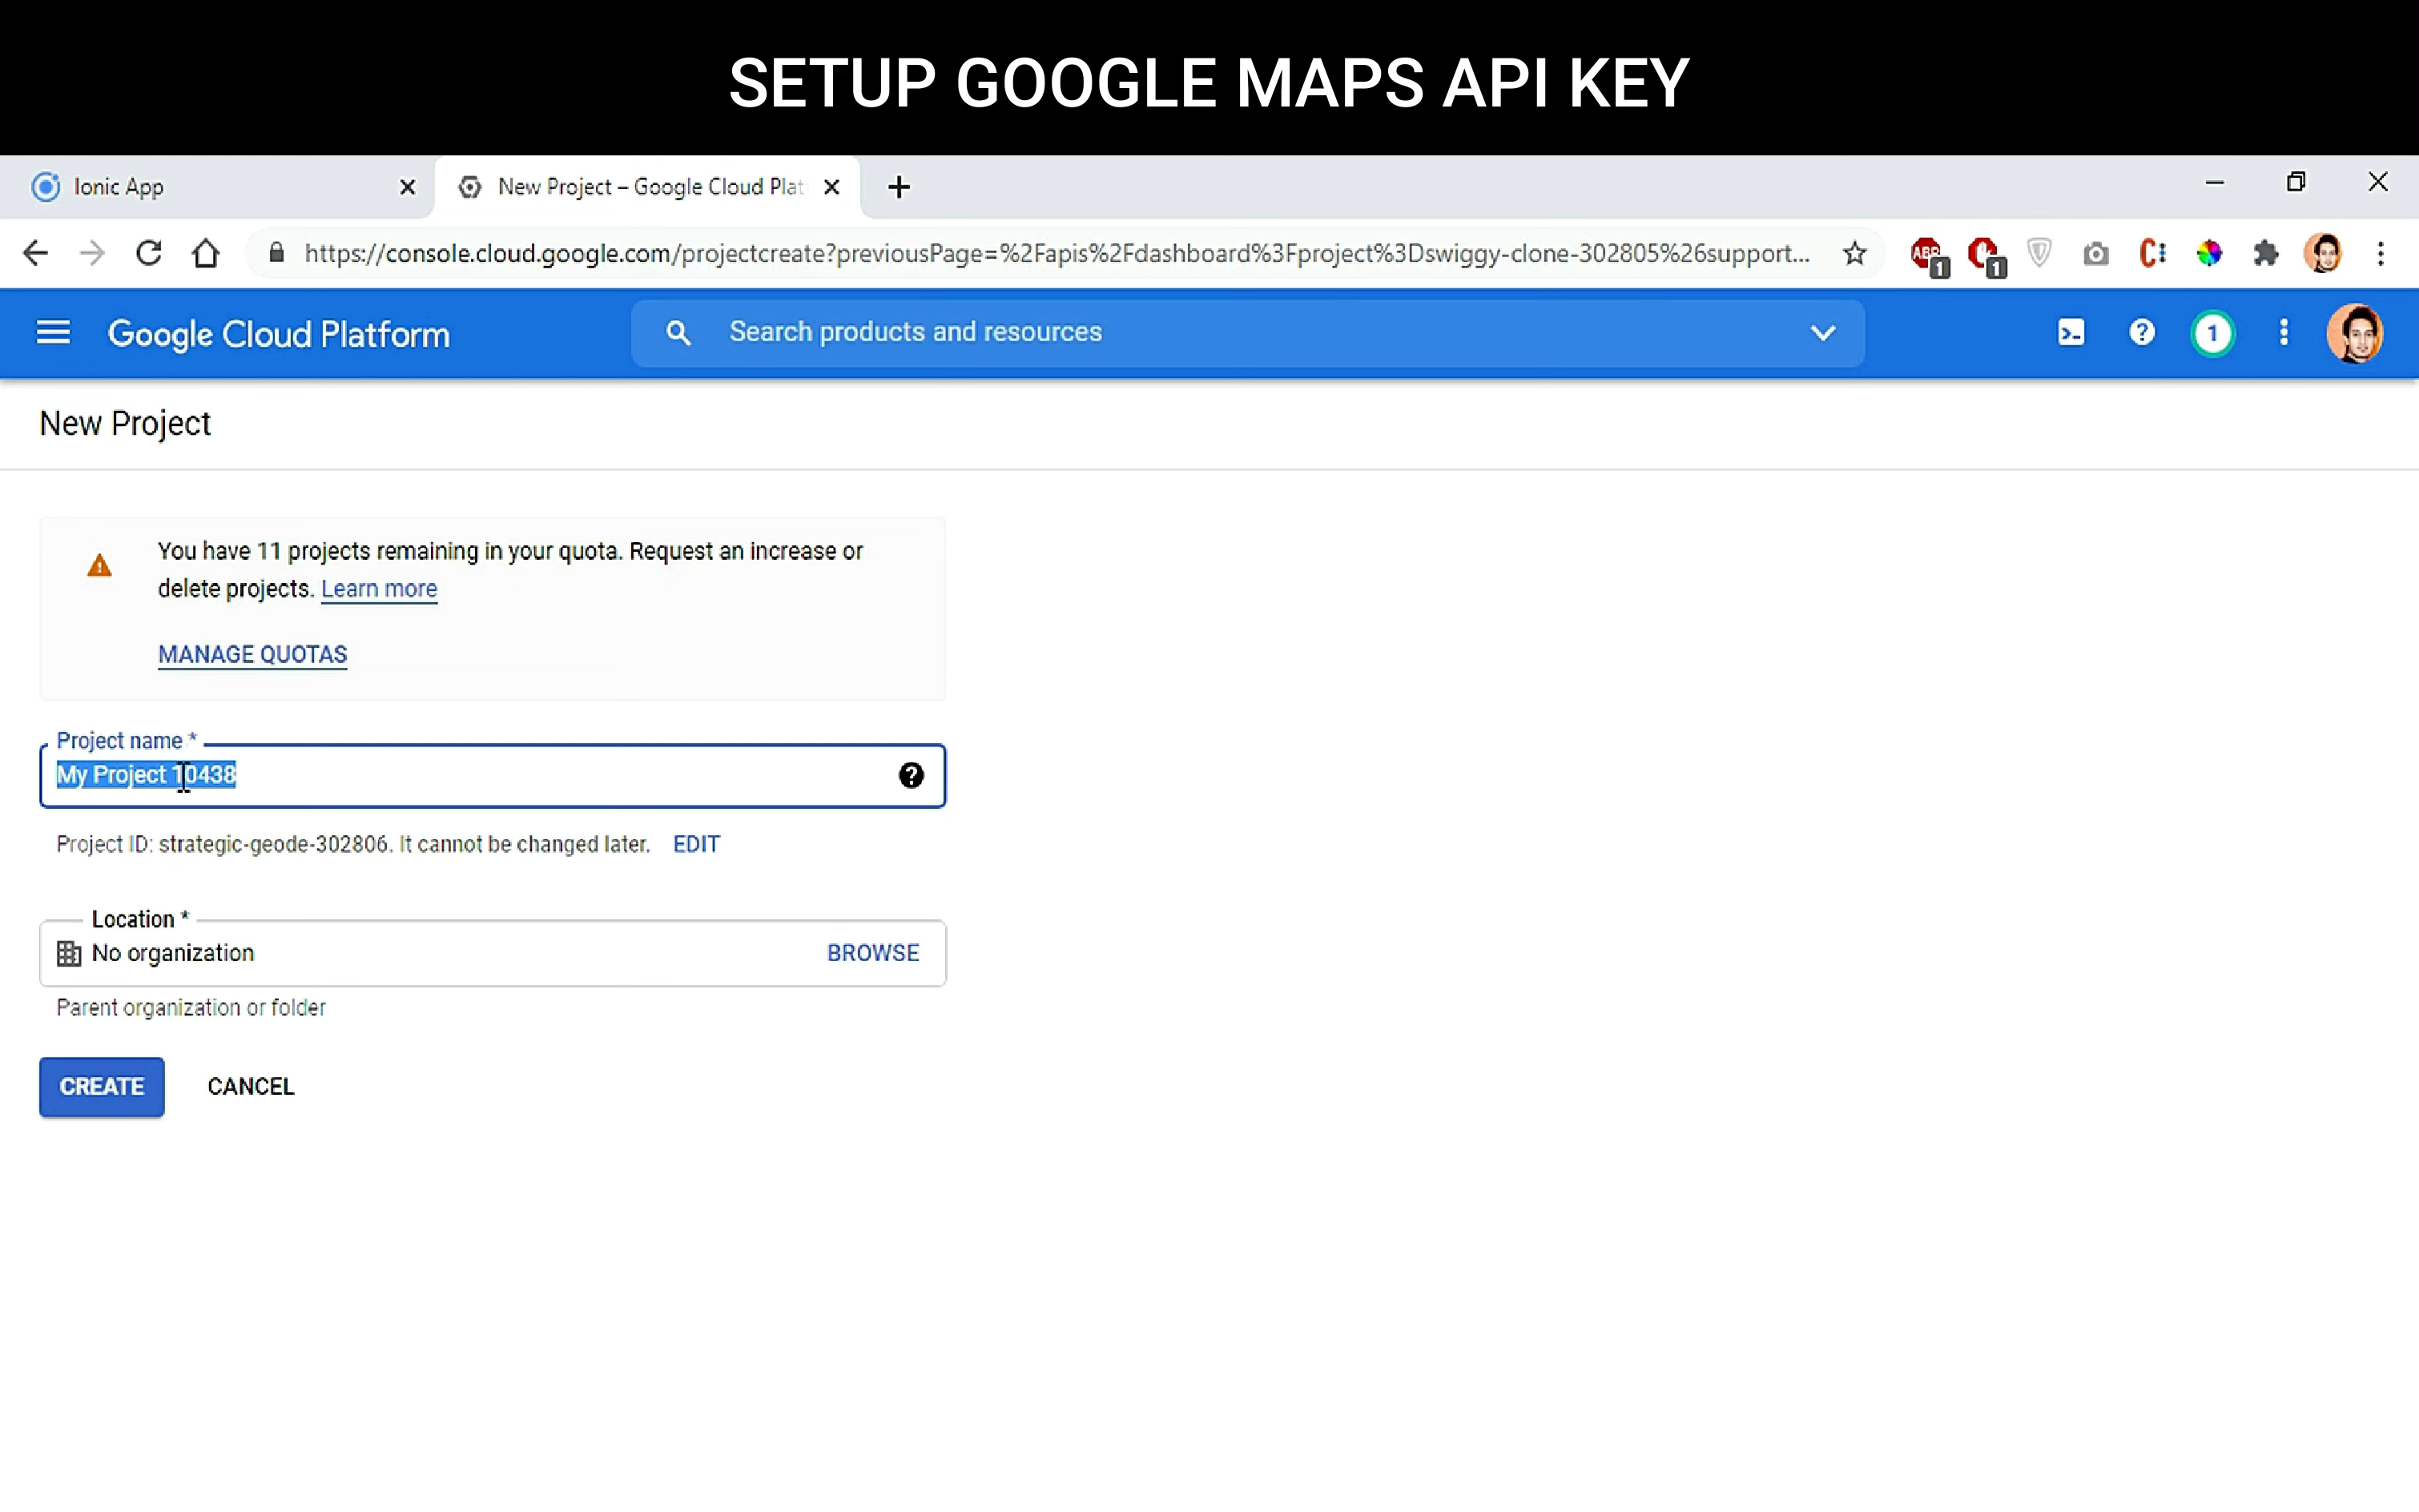 SETUP GOOGLE MAPS API KEY
Ionic App
New Project – Google Cloud Plat
https://console.cloud.google.com/projectcreate?previousPage=%2Fapis%2Fdashboard%3Fproject%3Dswiggy-clone-302805%26support...
ABP 1
1
Google Cloud Platform
Search products and resources
1
New Project
You have 11 projects remaining in your quota. Request an increase or
delete projects. Learn more
MANAGE QUOTAS
Project name *
My Project 10438
Project ID: strategic-geode-302806. It cannot be changed later. EDIT
Location *
No organization BROWSE
Parent organization or folder
CREATE CANCEL